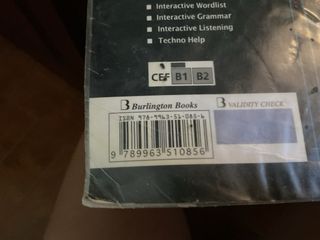 Interactive Wordlist
Interactive Grammar
Interactive Listening
Techno Help
CEF B1 B2
B Burlington Books
B VALIDITY CHECK
ISBN 978-9963-51-085-6
9 789963 510856